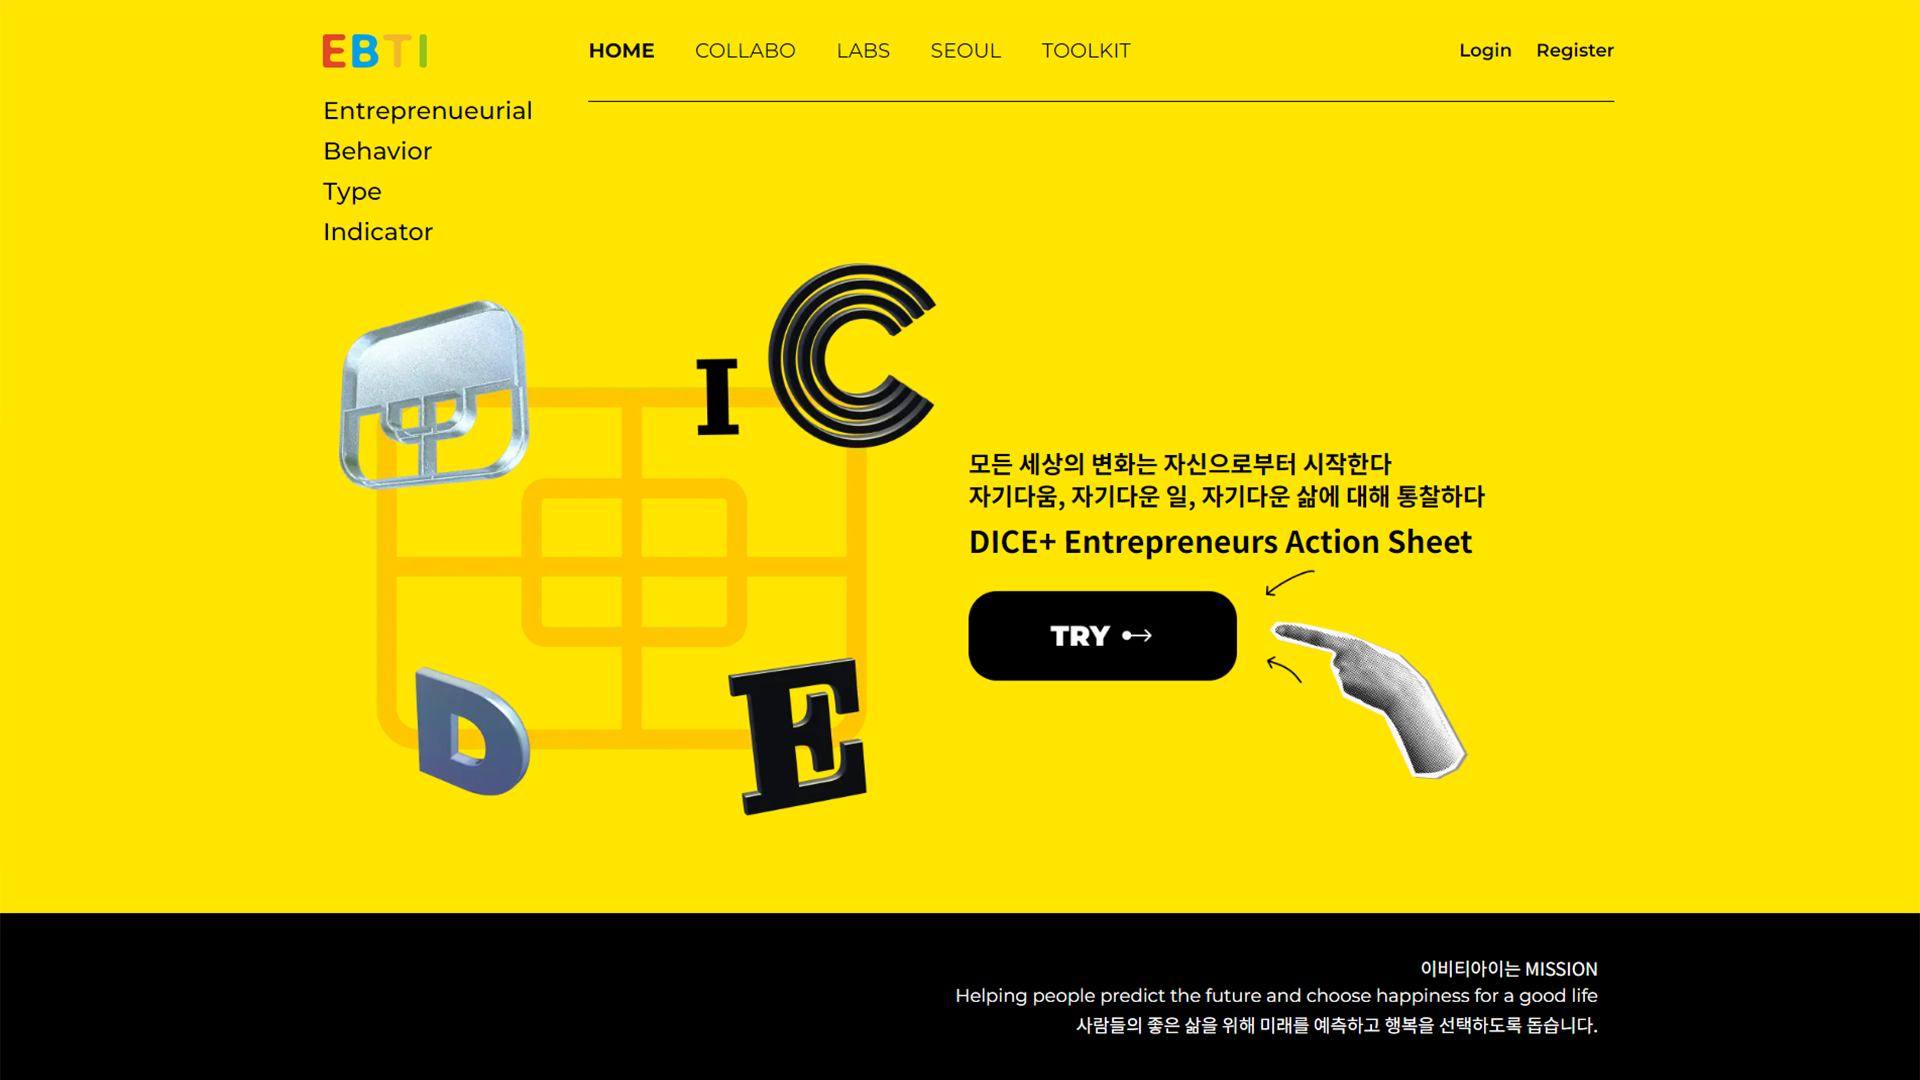 EBTI
HOME COLLABO LABS SEOUL TOOLKIT
Login Register
Entreprenueurial
Behavior
Type
Indicator
I C
D E
모든 세상의 변화는 자신으로부터 시작한다
자기다움, 자기다운 일, 자기다운 삶에 대해 통찰하다
DICE+ Entrepreneurs Action Sheet
TRY
이비티아이는 MISSION
Helping people predict the future and choose happiness for a good life
사람들의 좋은 삶을 위해 미래를 예측하고 행복을 선택하도록 돕습니다.